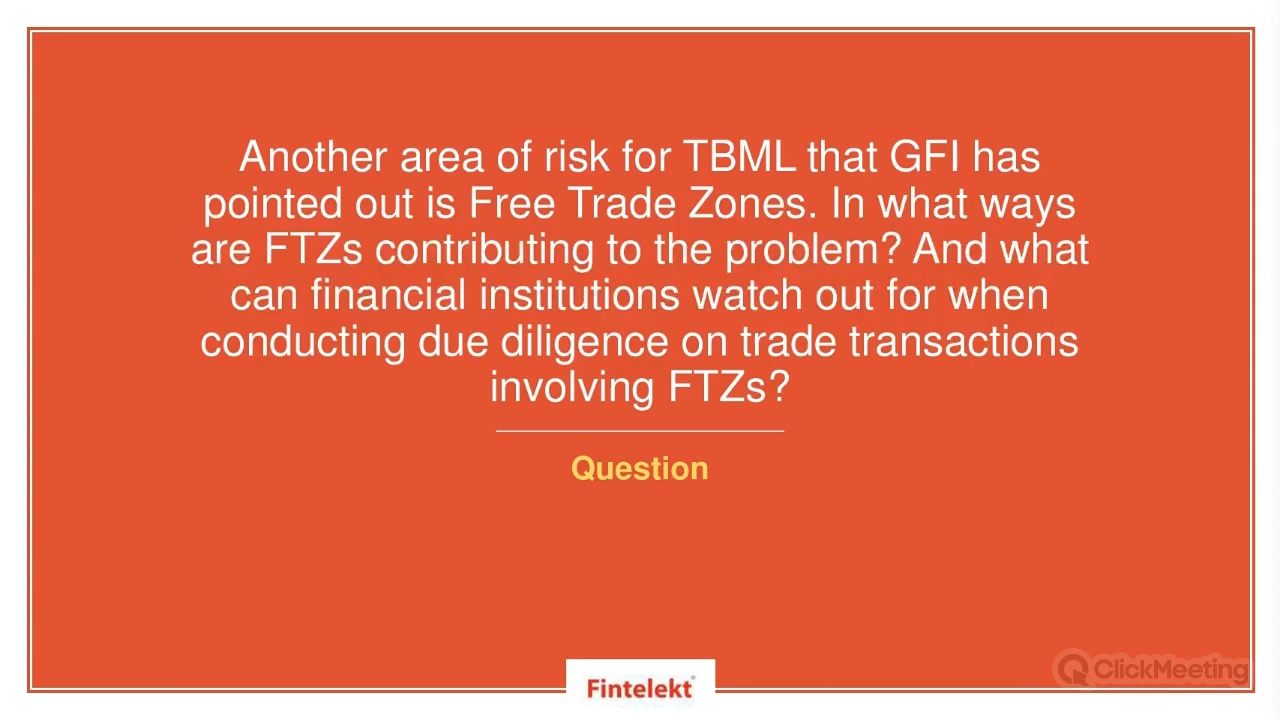 Another area of risk for TBML that GFI has
pointed out is Free Trade Zones. In what ways
are FTZs contributing to the problem? And what
can financial institutions watch out for when
conducting due diligence on trade transactions
involving FTZs?
Question
ClickMeeting
Fintelekt